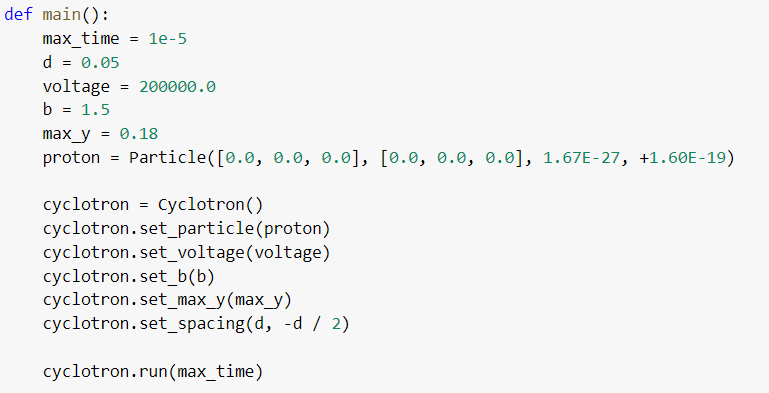 def main():
    max_time = 1e-5
    d = 0.05
    voltage = 200000.0
    b = 1.5
    max_y = 0.18
    proton = Particle([0.0, 0.0, 0.0], [0.0, 0.0, 0.0], 1.67E-27, +1.60E-19)

    cyclotron = Cyclotron()
    cyclotron.set_particle(proton)
    cyclotron.set_voltage(voltage)
    cyclotron.set_b(b)
    cyclotron.set_max_y(max_y)
    cyclotron.set_spacing(d, -d / 2)

    cyclotron.run(max_time)